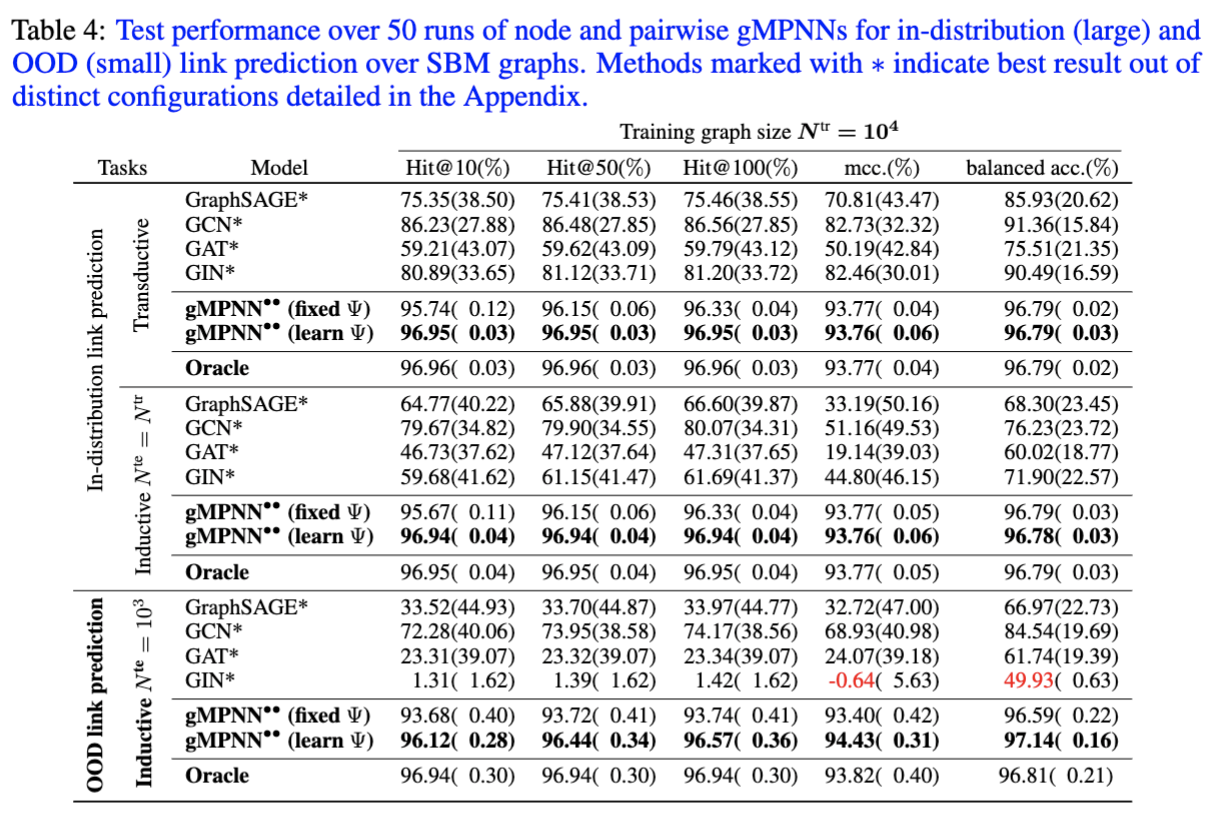 Table 4: Test performance over 50 runs of node and pairwise gMPNNs for in-distribution (large) and
OOD (small) link prediction over SBM graphs. Methods marked with ∗ indicate best result out of
distinct configurations detailed in the Appendix.
Training graph size N^tr = 10^4
Tasks Model Hit@10(%) Hit@50(%) Hit@100(%) mcc.(%) balanced acc.(%)
In-distribution link prediction
Transductive
GraphSAGE* 75.35(38.50) 75.41(38.53) 75.46(38.55) 70.81(43.47) 85.93(20.62)
GCN* 86.23(27.88) 86.48(27.85) 86.56(27.85) 82.73(32.32) 91.36(15.84)
GAT* 59.21(43.07) 59.62(43.09) 59.79(43.12) 50.19(42.84) 75.51(21.35)
GIN* 80.89(33.65) 81.12(33.71) 81.20(33.72) 82.46(30.01) 90.49(16.59)
gMPNN•• (fixed Ψ) 95.74( 0.12) 96.15( 0.06) 96.33( 0.04) 93.77( 0.04) 96.79( 0.02)
gMPNN•• (learn Ψ) 96.95( 0.03) 96.95( 0.03) 96.95( 0.03) 93.76( 0.06) 96.79( 0.03)
Oracle 96.96( 0.03) 96.96( 0.03) 96.96( 0.03) 93.77( 0.04) 96.79( 0.02)
Inductive N^te = N^tr
GraphSAGE* 64.77(40.22) 65.88(39.91) 66.60(39.87) 33.19(50.16) 68.30(23.45)
GCN* 79.67(34.82) 79.90(34.55) 80.07(34.31) 51.16(49.53) 76.23(23.72)
GAT* 46.73(37.62) 47.12(37.64) 47.31(37.65) 19.14(39.03) 60.02(18.77)
GIN* 59.68(41.62) 61.15(41.47) 61.69(41.37) 44.80(46.15) 71.90(22.57)
gMPNN•• (fixed Ψ) 95.67( 0.11) 96.15( 0.06) 96.33( 0.04) 93.77( 0.05) 96.79( 0.03)
gMPNN•• (learn Ψ) 96.94( 0.04) 96.94( 0.04) 96.94( 0.04) 93.76( 0.06) 96.78( 0.03)
Oracle 96.95( 0.04) 96.95( 0.04) 96.95( 0.04) 93.77( 0.05) 96.79( 0.03)
OOD link prediction
Inductive N^te = 10^3
GraphSAGE* 33.52(44.93) 33.70(44.87) 33.97(44.77) 32.72(47.00) 66.97(22.73)
GCN* 72.28(40.06) 73.95(38.58) 74.17(38.56) 68.93(40.98) 84.54(19.69)
GAT* 23.31(39.07) 23.32(39.07) 23.34(39.07) 24.07(39.18) 61.74(19.39)
GIN* 1.31( 1.62) 1.39( 1.62) 1.42( 1.62) -0.64( 5.63) 49.93( 0.63)
gMPNN•• (fixed Ψ) 93.68( 0.40) 93.72( 0.41) 93.74( 0.41) 93.40( 0.42) 96.59( 0.22)
gMPNN•• (learn Ψ) 96.12( 0.28) 96.44( 0.34) 96.57( 0.36) 94.43( 0.31) 97.14( 0.16)
Oracle 96.94( 0.30) 96.94( 0.30) 96.94( 0.30) 93.82( 0.40) 96.81( 0.21)